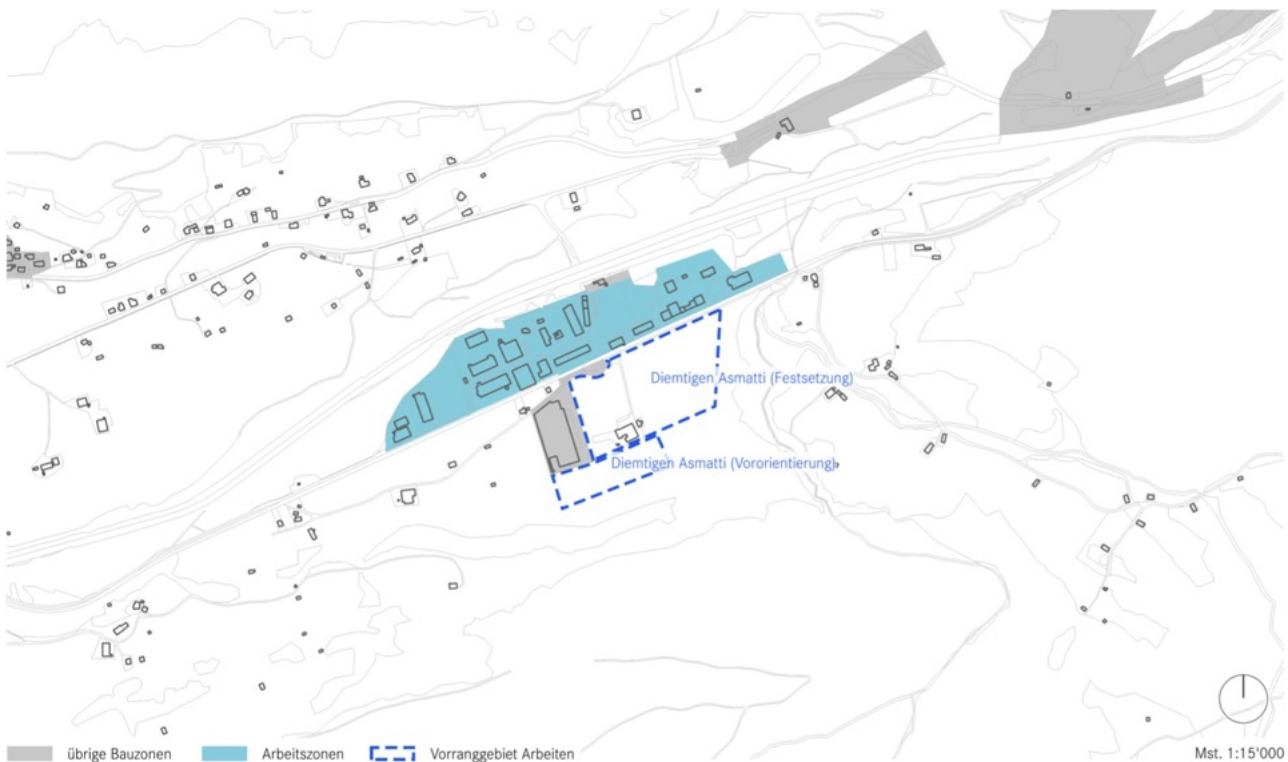 Diemtigen Asmatti (Festsetzung)
Diemtigen Asmatti (Vororientierung)
übrige Bauzonen
Arbeitszonen
Vorranggebiet Arbeiten
Mst. 1:15'000